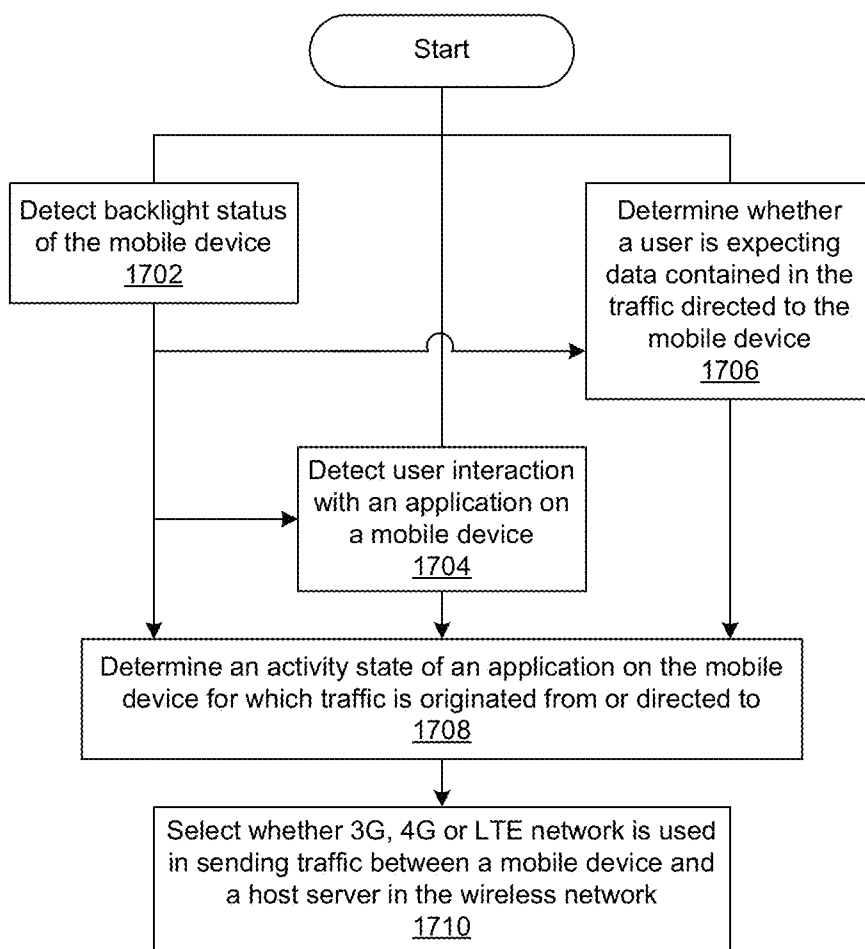 Start
Detect backlight status
of the mobile device
1702
Determine whether
a user is expecting
data contained in the
traffic directed to the
mobile device
1706
Detect user interaction
with an application on
a mobile device
1704
Determine an activity state of an application on the mobile
device for which traffic is originated from or directed to
1708
Select whether 3G, 4G or LTE network is used
in sending traffic between a mobile device and
a host server in the wireless network
1710